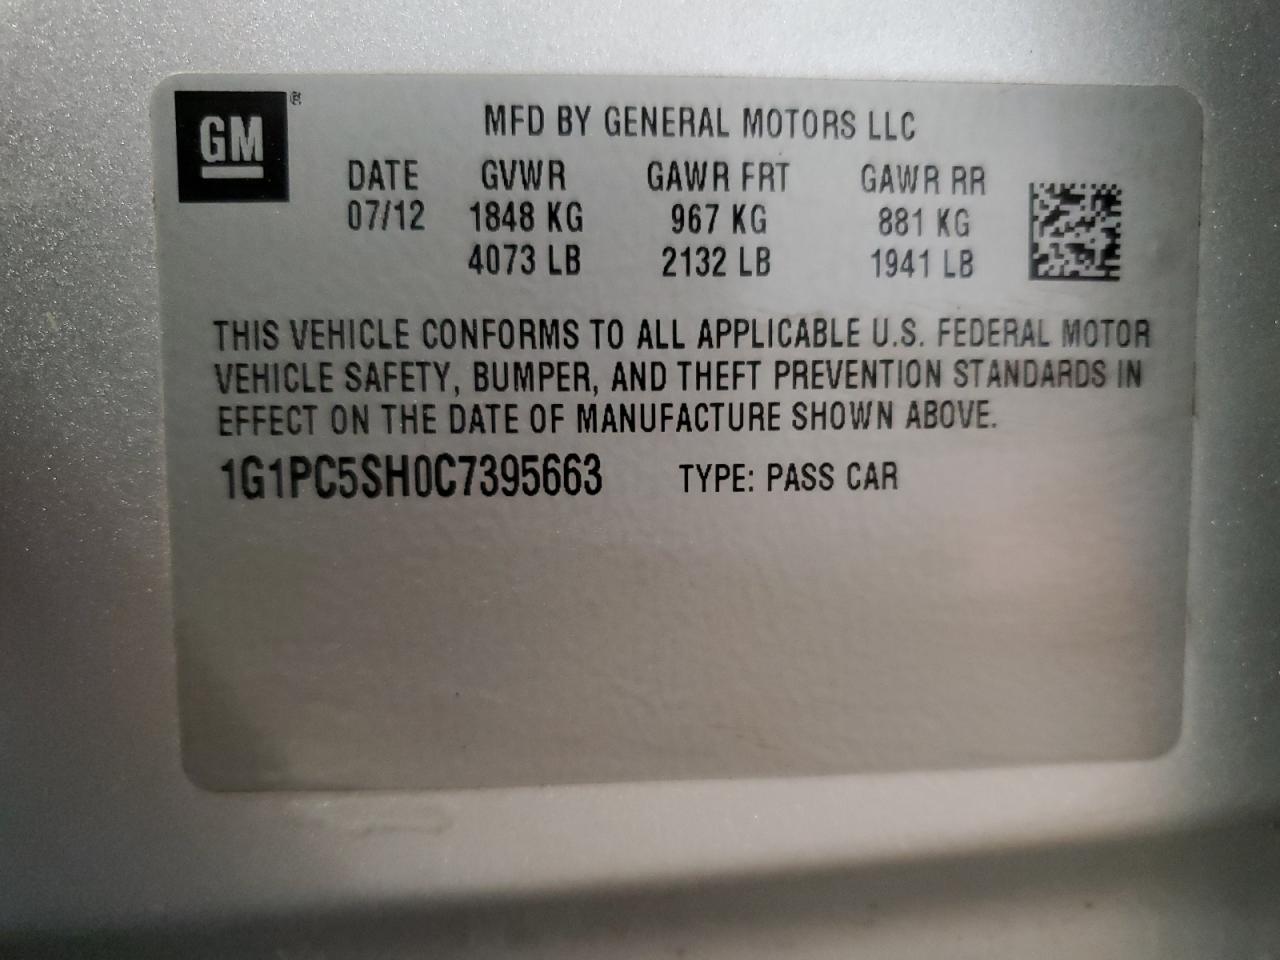 GM®
MFD BY GENERAL MOTORS LLC
DATE GVWR GAWR FRT GAWR RR
07/12 1848 KG 967 KG 881 KG
4073 LB 2132 LB 1941 LB
THIS VEHICLE CONFORMS TO ALL APPLICABLE U.S. FEDERAL MOTOR
VEHICLE SAFETY, BUMPER, AND THEFT PREVENTION STANDARDS IN
EFFECT ON THE DATE OF MANUFACTURE SHOWN ABOVE.
1G1PC5SH0C7395663 TYPE: PASS CAR